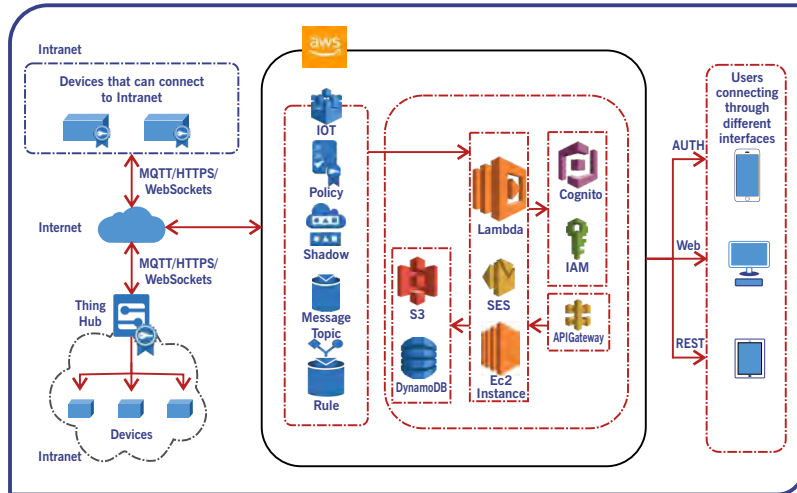 Intranet
Devices that can connect
to Intranet
MQTT/HTTPS/
WebSockets
Internet
MQTT/HTTPS/
WebSockets
Thing
Hub
Devices
Intranet
aws
IOT
Policy
Shadow
Message
Topic
Rule
Lambda
SES
Ec2
Instance
S3
DynamoDB
Cognito
IAM
APIGateway
AUTH
Web
REST
Users
connecting
through
different
interfaces